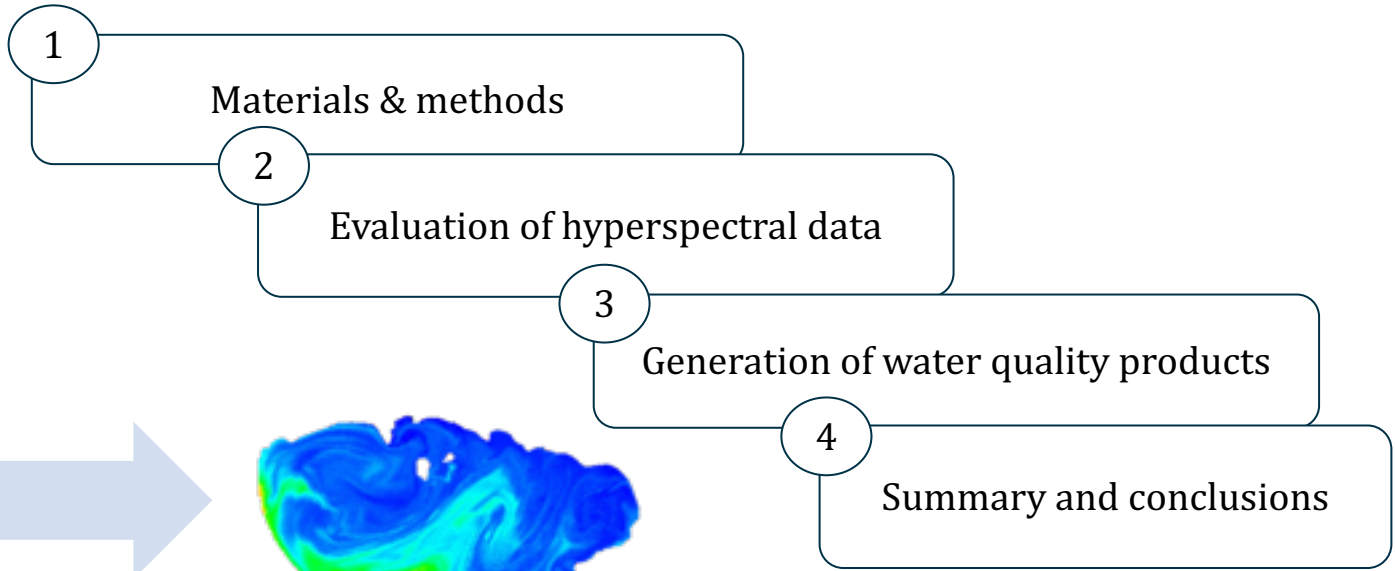 1
Materials & methods
2
Evaluation of hyperspectral data
3
Generation of water quality products
4
Summary and conclusions